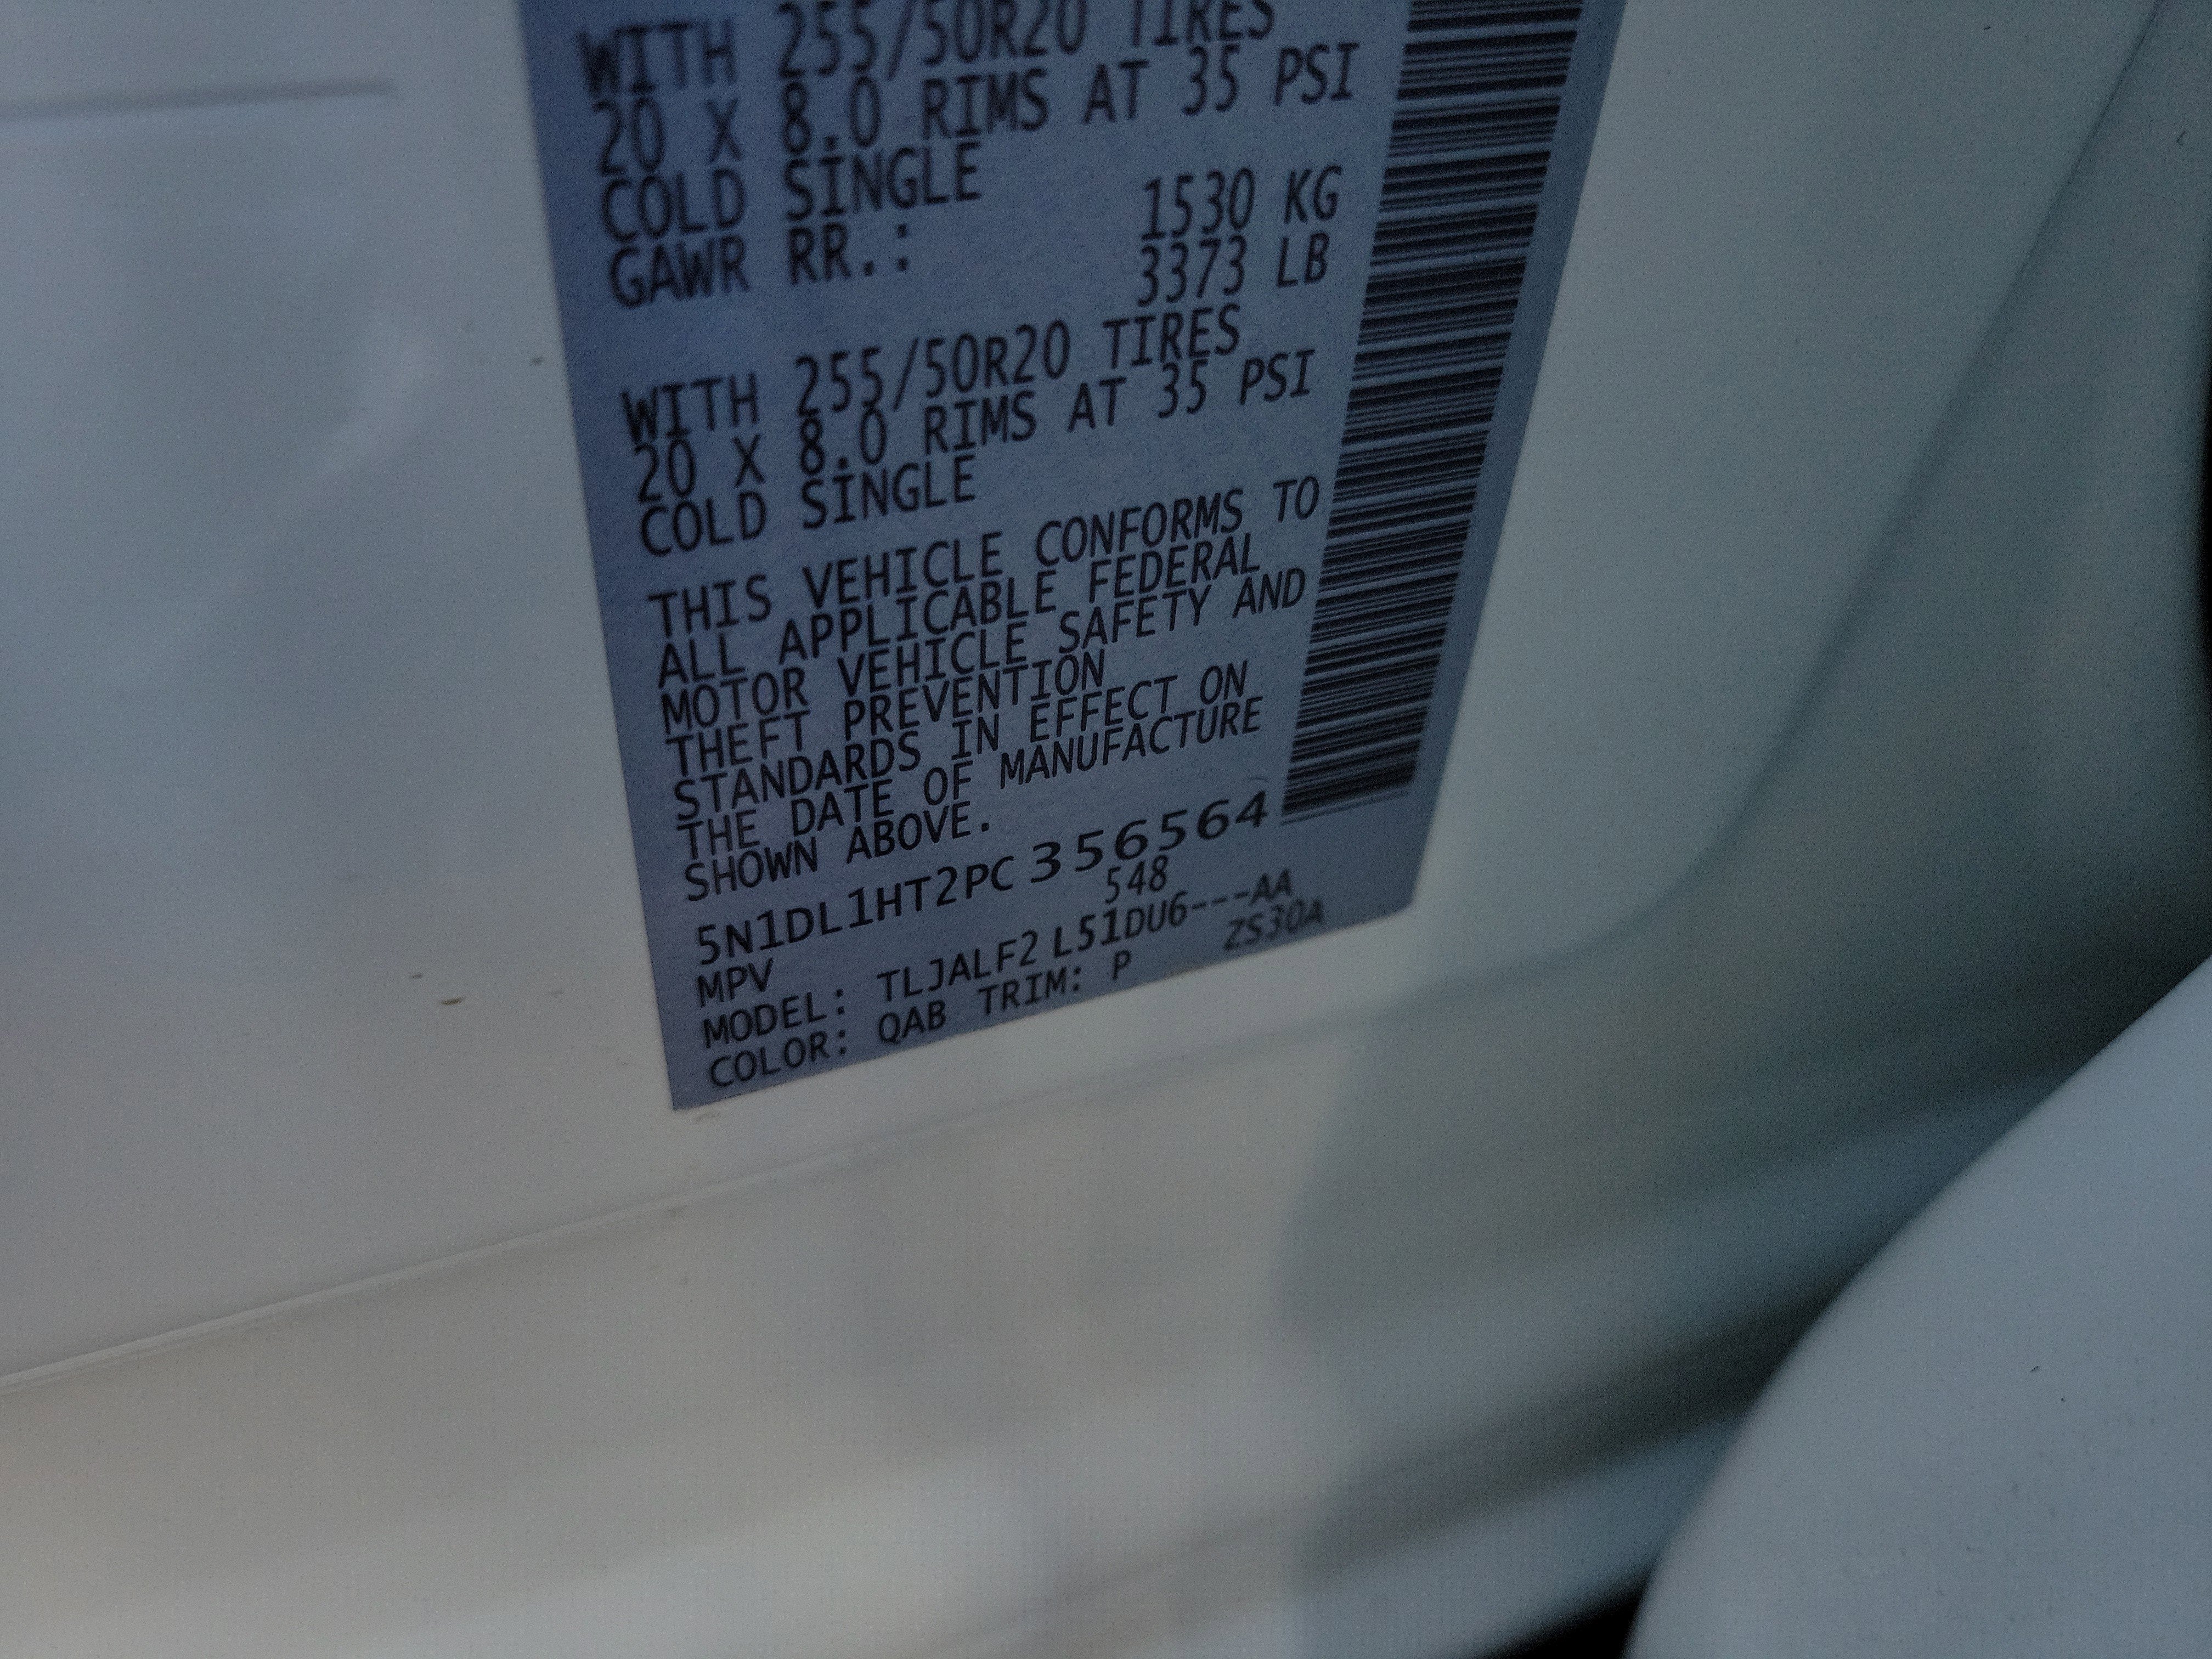 WITH 255/50R20 TIRES
20 X 8.0 RIMS AT 35 PSI
COLD SINGLE
GAWR RR.: 1530 KG
3373 LB
WITH 255/50R20 TIRES
20 X 8.0 RIMS AT 35 PSI
COLD SINGLE
THIS VEHICLE CONFORMS TO
ALL APPLICABLE FEDERAL
MOTOR VEHICLE SAFETY AND
THEFT PREVENTION
STANDARDS IN EFFECT ON
THE DATE OF MANUFACTURE
SHOWN ABOVE.
5N1DL1HT2PC356564
MPV 548
MODEL: TLJALF2 L51DU6---AA
COLOR: QAB TRIM: P ZS30A